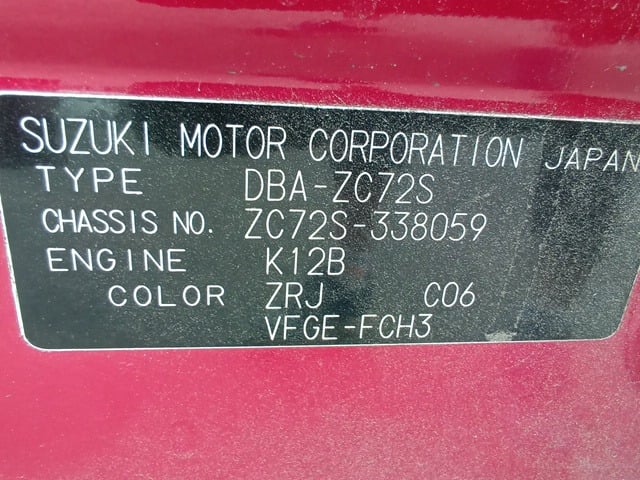 SUZUKI MOTOR CORPORATION JAPAN
TYPE DBA-ZC72S
CHASSIS NO. ZC72S-338059
ENGINE K12B
COLOR ZRJ C06
VFGE-FCH3